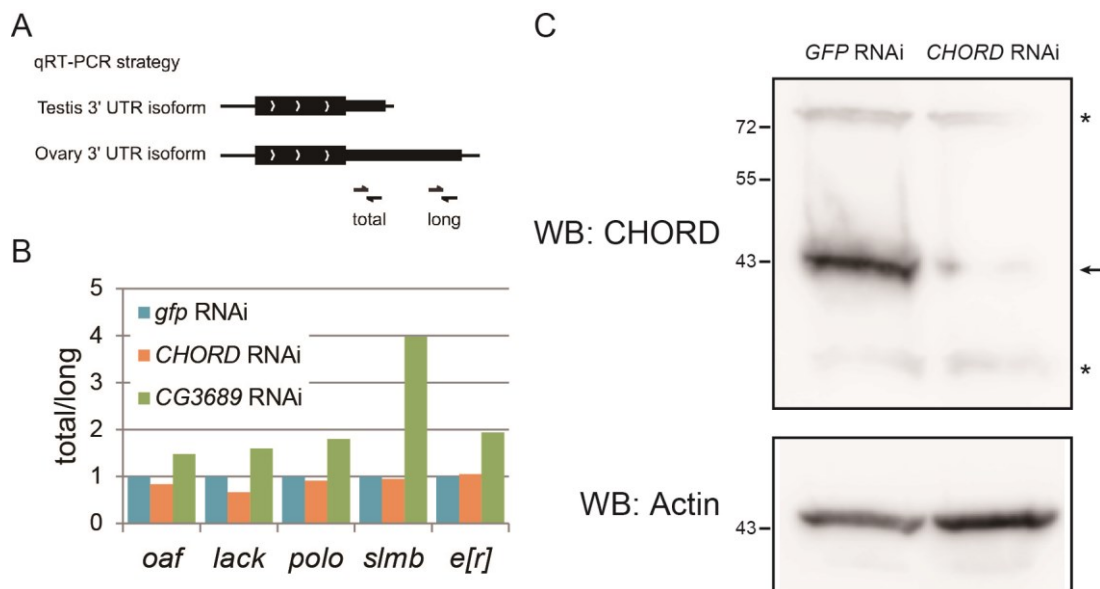 A
qRT-PCR strategy
Testis 3' UTR isoform
Ovary 3' UTR isoform
total long
B
5
4
3
2
1
0
total/long
gfp RNAi
CHORD RNAi
CG3689 RNAi
oaf lack polo slmb e[r]
C
GFP RNAi CHORD RNAi
72
55
43
WB: CHORD
*
*
WB: Actin
43